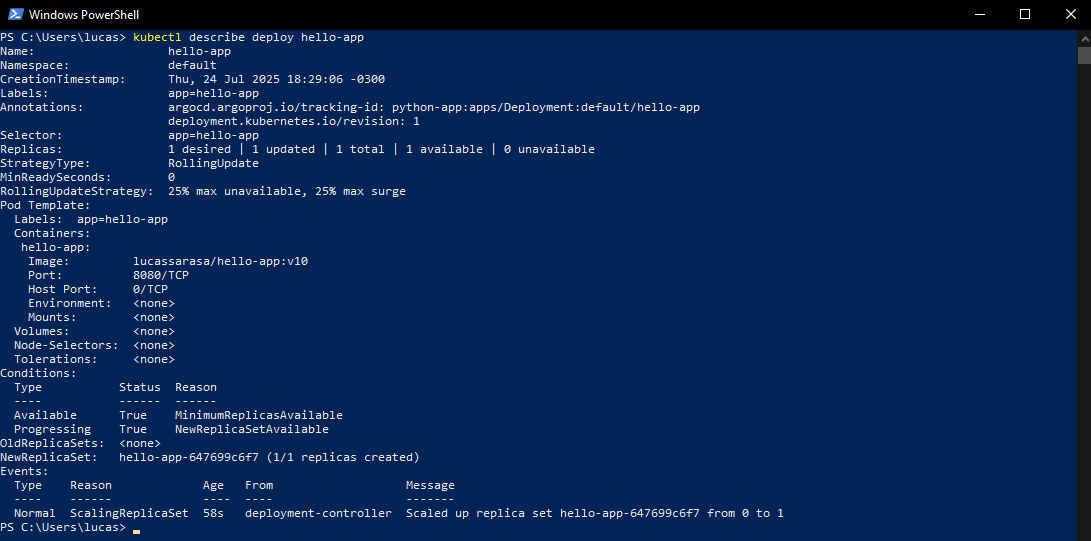 Windows PowerShell
PS C:\Users\lucas> kubectl describe deploy hello-app
Name:                   hello-app
Namespace:              default
CreationTimestamp:      Thu, 24 Jul 2025 18:29:06 -0300
Labels:                 app=hello-app
Annotations:            argocd.argoproj.io/tracking-id: python-app:apps/Deployment:default/hello-app
                        deployment.kubernetes.io/revision: 1
Selector:               app=hello-app
Replicas:               1 desired | 1 updated | 1 total | 1 available | 0 unavailable
StrategyType:           RollingUpdate
MinReadySeconds:        0
RollingUpdateStrategy:  25% max unavailable, 25% max surge
Pod Template:
  Labels:  app=hello-app
  Containers:
   hello-app:
    Image:         lucassarasa/hello-app:v10
    Port:          8080/TCP
    Host Port:     0/TCP
    Environment:   <none>
    Mounts:        <none>
  Volumes:         <none>
  Node-Selectors:  <none>
  Tolerations:     <none>
Conditions:
  Type           Status  Reason
  ----           ------  ------
  Available      True    MinimumReplicasAvailable
  Progressing    True    NewReplicaSetAvailable
OldReplicaSets:  <none>
NewReplicaSet:   hello-app-647699c6f7 (1/1 replicas created)
Events:
  Type    Reason             Age   From                   Message
  ----    ------             ----  ----                   -------
  Normal  ScalingReplicaSet  58s   deployment-controller  Scaled up replica set hello-app-647699c6f7 from 0 to 1
PS C:\Users\lucas>